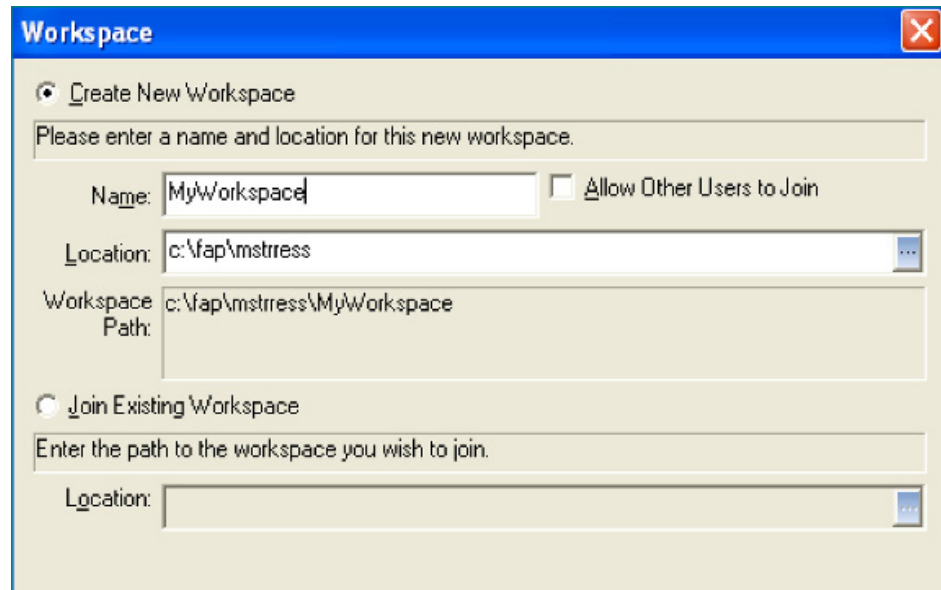 Workspace
Create New Workspace
Please enter a name and location for this new workspace.
Name: MyWorkspace Allow Other Users to Join
Location: c:\fap\mstrress ...
Workspace Path: c:\fap\mstrress\MyWorkspace
Join Existing Workspace
Enter the path to the workspace you wish to join.
Location: ...